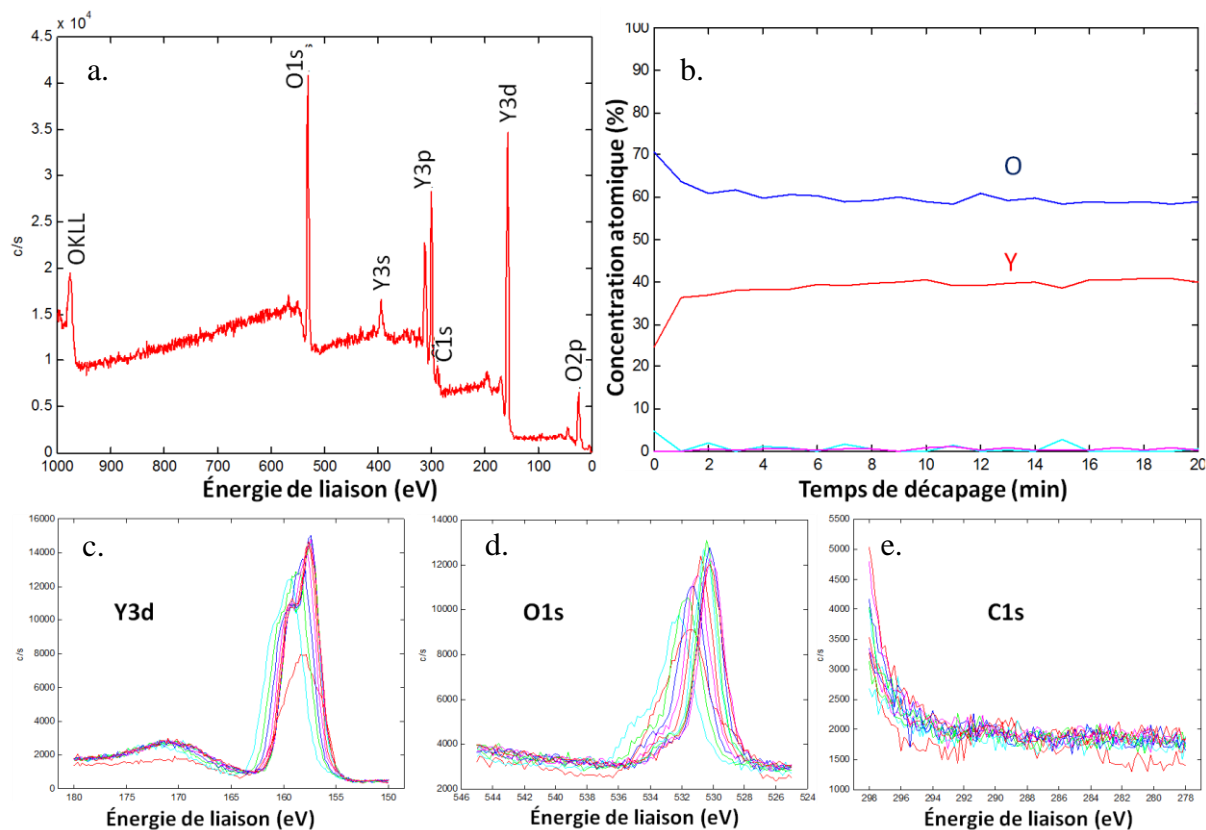 x 10⁴
a.
4.5
4
3.5
3
2.5
2
1.5
1
0.5
0
c/s
OKLL
O1s
Y3s
Y3p
C1s
Y3d
O2p
1000 900 800 700 600 500 400 300 200 100 0
Énergie de liaison (eV)
b.
100
90
80
70
60
50
40
30
20
10
0
Concentration atomique (%)
O
Y
0 2 4 6 8 10 12 14 16 18 20
Temps de décapage (min)
c.
16000
14000
12000
10000
8000
6000
4000
2000
0
c/s
Y3d
180 175 170 165 160 155 150
Énergie de liaison (eV)
d.
14000
12000
10000
8000
6000
4000
2000
c/s
O1s
546 544 542 540 538 536 534 532 530 528 526 524
Énergie de liaison (eV)
e.
5500
5000
4500
4000
3500
3000
2500
2000
1500
1000
c/s
C1s
298 296 294 292 290 288 286 284 282 280 278
Énergie de liaison (eV)